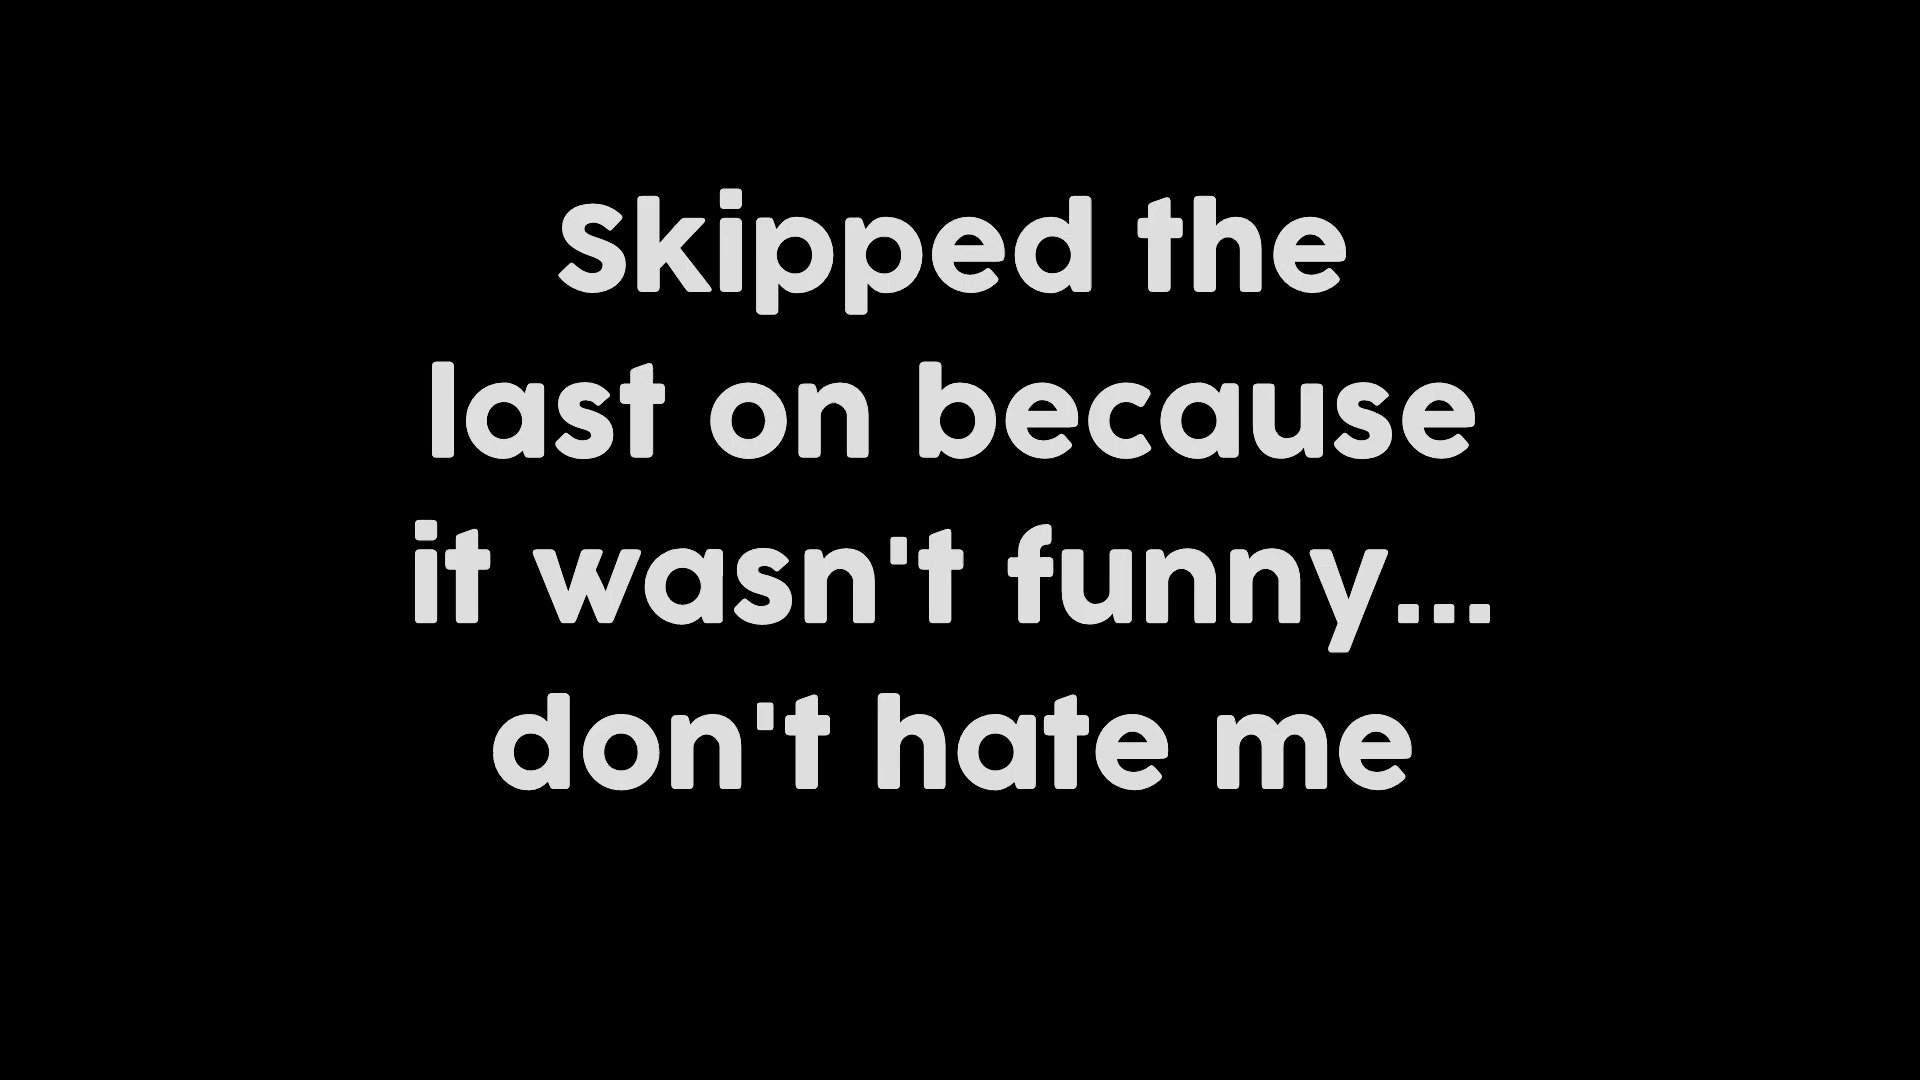 Skipped the
last on because
it wasn't funny...
don't hate me